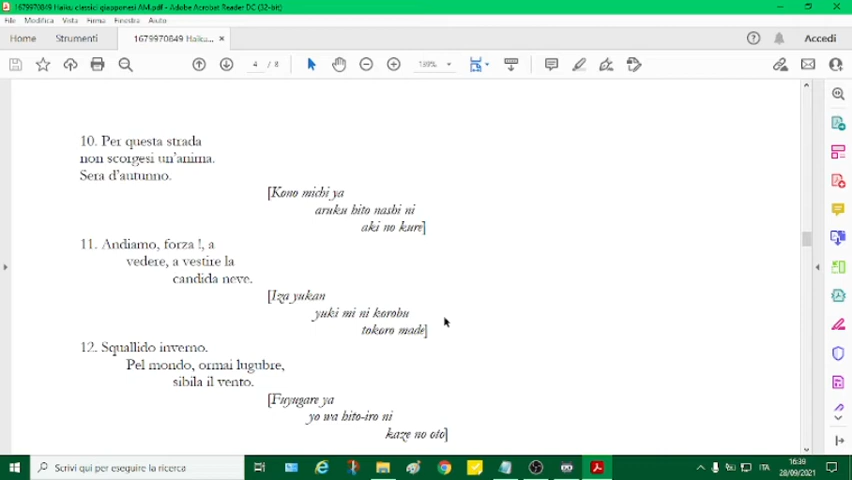 1679970849 Haiku classici giapponesi AM.pdf - Adobe Acrobat Reader DC (32-bit)
File Modifica Vista Firma Finestra Aiuto
Home Strumenti 1679970849 Haiku... × Accedi
4 / 8 199%
10. Per questa strada
non scorgesi un'anima.
Sera d'autunno.
[Kono michi ya
aruku hito nashi ni
aki no kure]
11. Andiamo, forza !, a
vedere, a vestire la
candida neve.
[Iza yukan
yuki mi ni korobu
tokoro made]
12. Squallido inverno.
Pel mondo, ormai lugubre,
sibila il vento.
[Fuyugare ya
yo wa hito-iro ni
kaze no oto]
Scrivi qui per eseguire la ricerca
ITA
16:39
28/09/2021